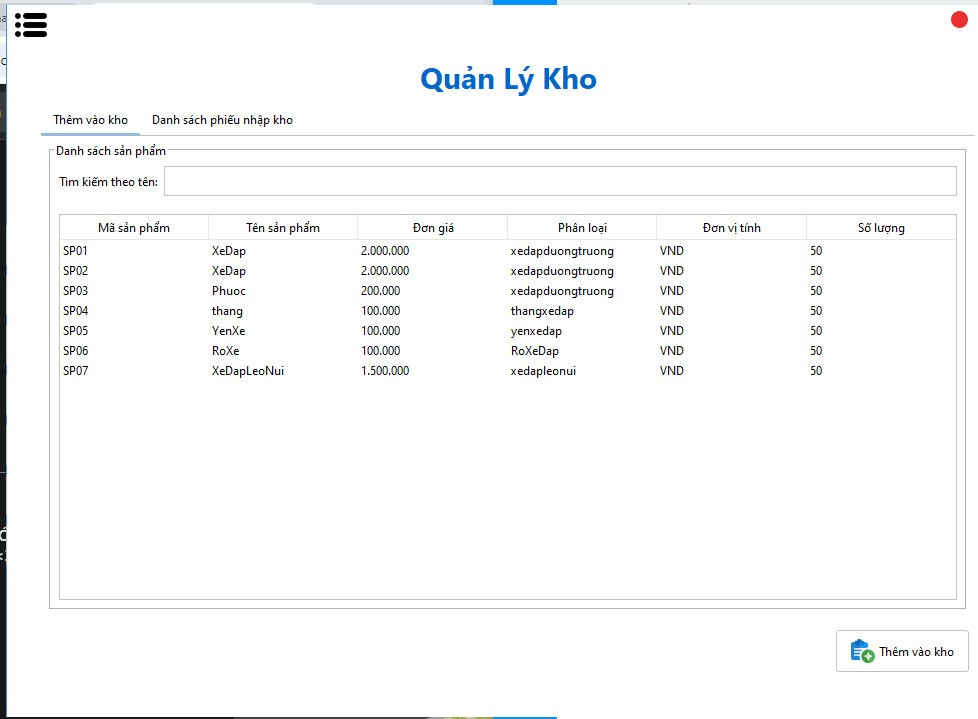 Quản Lý Kho
Thêm vào kho Danh sách phiếu nhập kho
Danh sách sản phẩm
Tìm kiếm theo tên:
Mã sản phẩm Tên sản phẩm Đơn giá Phân loại Đơn vị tính Số lượng
SP01 XeDap 2.000.000 xedapduongtruong VND 50
SP02 XeDap 2.000.000 xedapduongtruong VND 50
SP03 Phuoc 200.000 xedapduongtruong VND 50
SP04 thang 100.000 thangxedap VND 50
SP05 YenXe 100.000 yenxedap VND 50
SP06 RoXe 100.000 RoXeDap VND 50
SP07 XeDapLeoNui 1.500.000 xedapleonui VND 50
Thêm vào kho